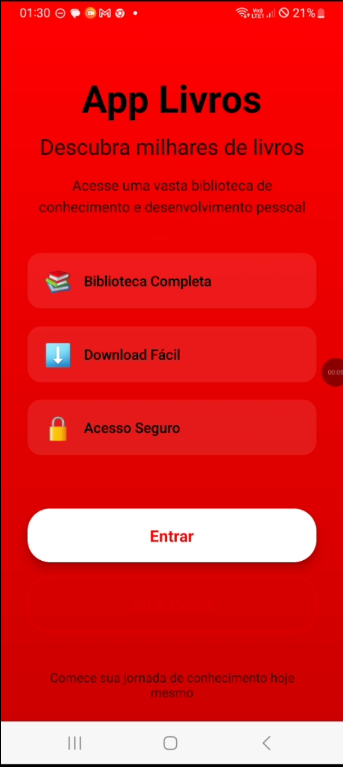 01:30
21%
App Livros
Descubra milhares de livros
Acesse uma vasta biblioteca de
conhecimento e desenvolvimento pessoal
Biblioteca Completa
Download Fácil
Acesso Seguro
Entrar
Comece sua jornada de conhecimento hoje
mesmo